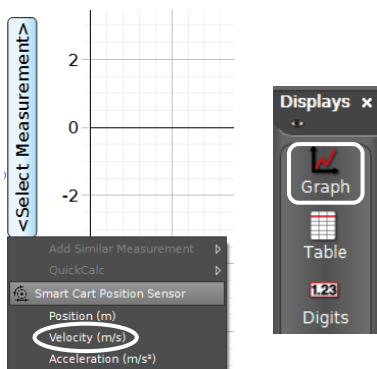 <Select Measurement>
2
0
-2
Add Similar Measurement
QuickCalc
Smart Cart Position Sensor
Position (m)
Velocity (m/s)
Acceleration (m/s²)
Displays ×
Graph
Table
1.23
Digits